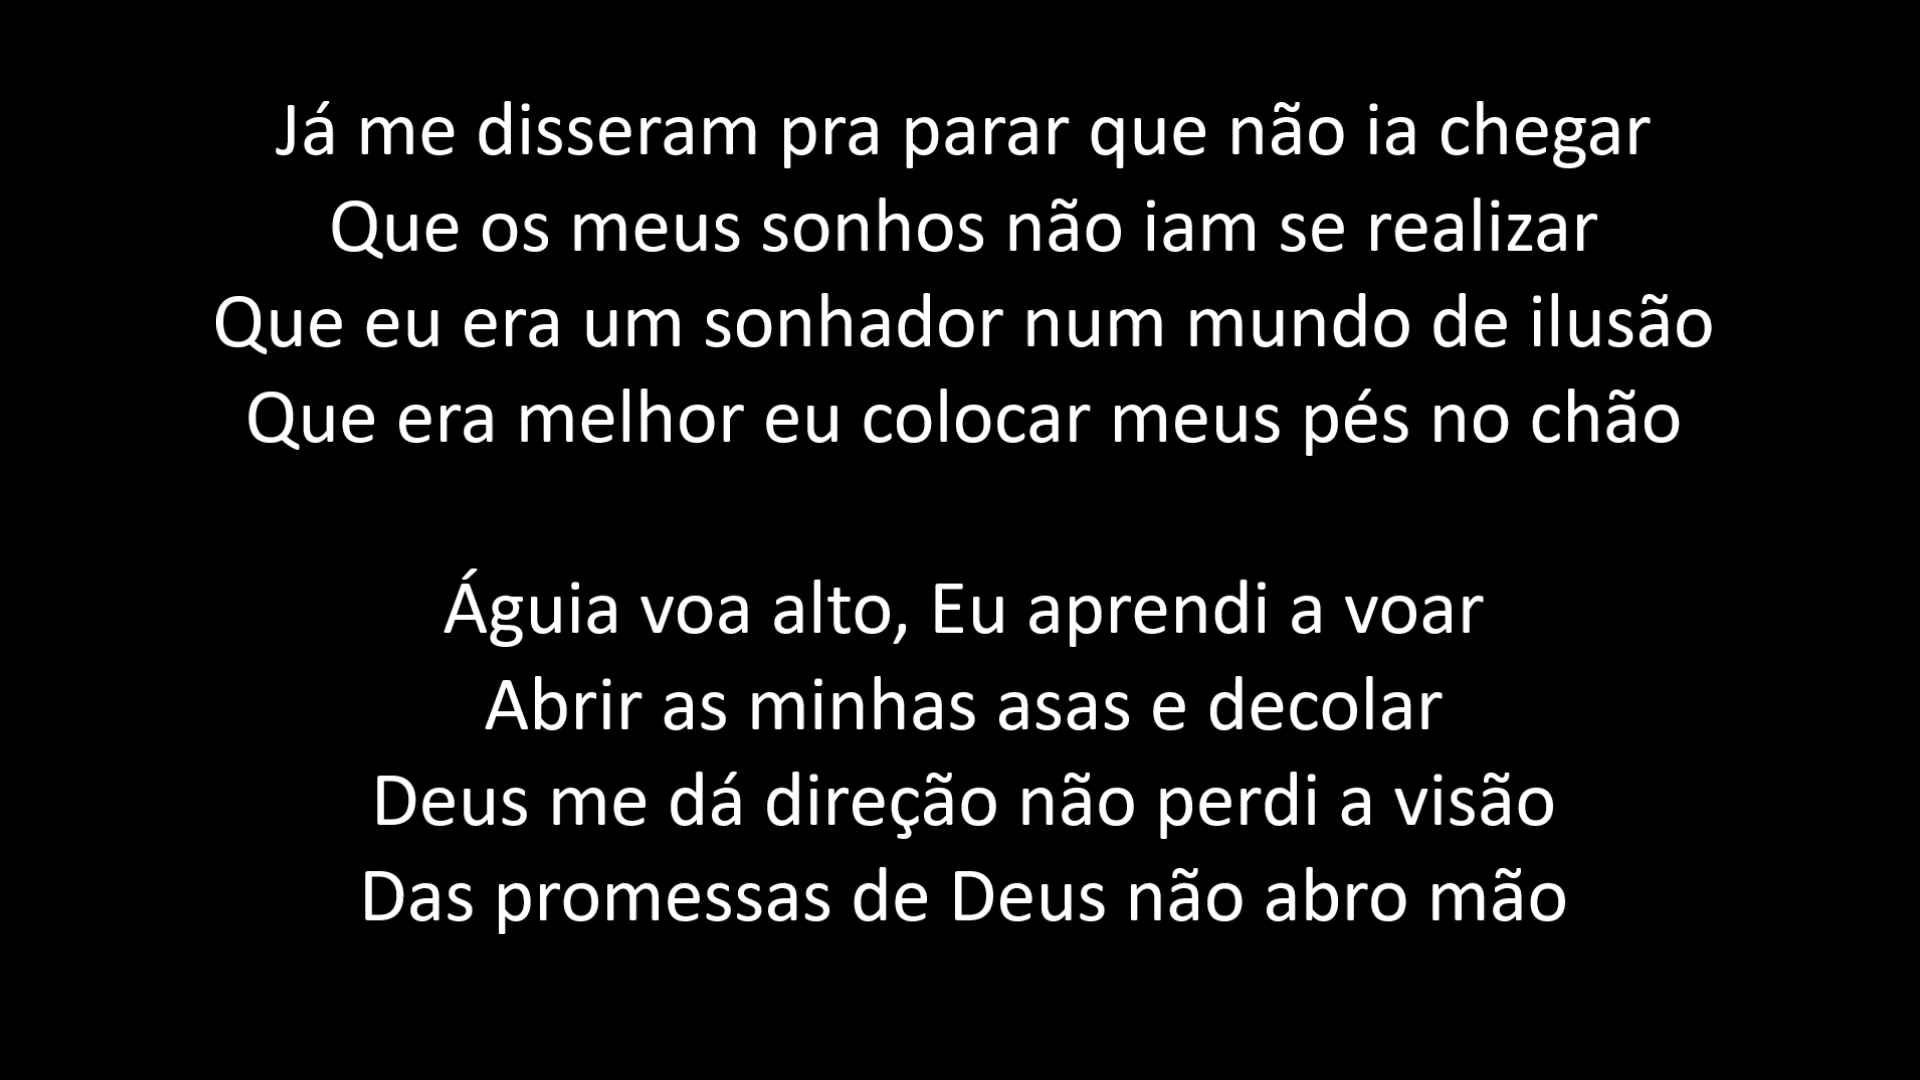 Já me disseram pra parar que não ia chegar
Que os meus sonhos não iam se realizar
Que eu era um sonhador num mundo de ilusão
Que era melhor eu colocar meus pés no chão
Águia voa alto, Eu aprendi a voar
Abrir as minhas asas e decolar
Deus me dá direção não perdi a visão
Das promessas de Deus não abro mão